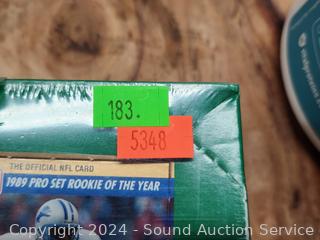 183.
5348
THE OFFICIAL NFL CARD
1989 PRO SET ROOKIE OF THE YEAR
Copyright 2024 - Sound Auction Service